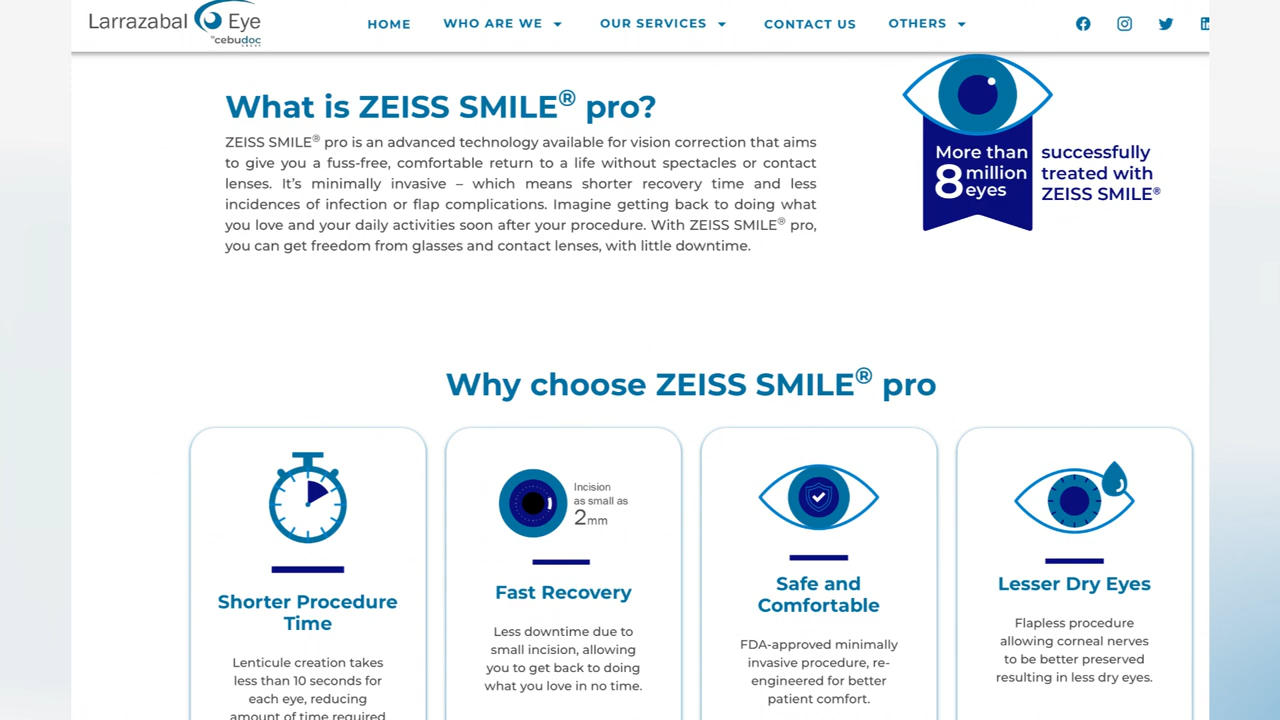 Larrazabal Eye
by cebudoc
GROUP
HOME
WHO ARE WE
OUR SERVICES
CONTACT US
OTHERS
What is ZEISS SMILE® pro?
ZEISS SMILE® pro is an advanced technology available for vision correction that aims
to give you a fuss-free, comfortable return to a life without spectacles or contact
lenses. It's minimally invasive – which means shorter recovery time and less
incidences of infection or flap complications. Imagine getting back to doing what
you love and your daily activities soon after your procedure. With ZEISS SMILE® pro,
you can get freedom from glasses and contact lenses, with little downtime.
More than
8 million
eyes
successfully
treated with
ZEISS SMILE®
Why choose ZEISS SMILE® pro
Shorter Procedure
Time
Lenticule creation takes
less than 10 seconds for
each eye, reducing
amount of time required
Incision
as small as
2mm
Fast Recovery
Less downtime due to
small incision, allowing
you to get back to doing
what you love in no time.
Safe and
Comfortable
FDA-approved minimally
invasive procedure, re-
engineered for better
patient comfort.
Lesser Dry Eyes
Flapless procedure
allowing corneal nerves
to be better preserved
resulting in less dry eyes.